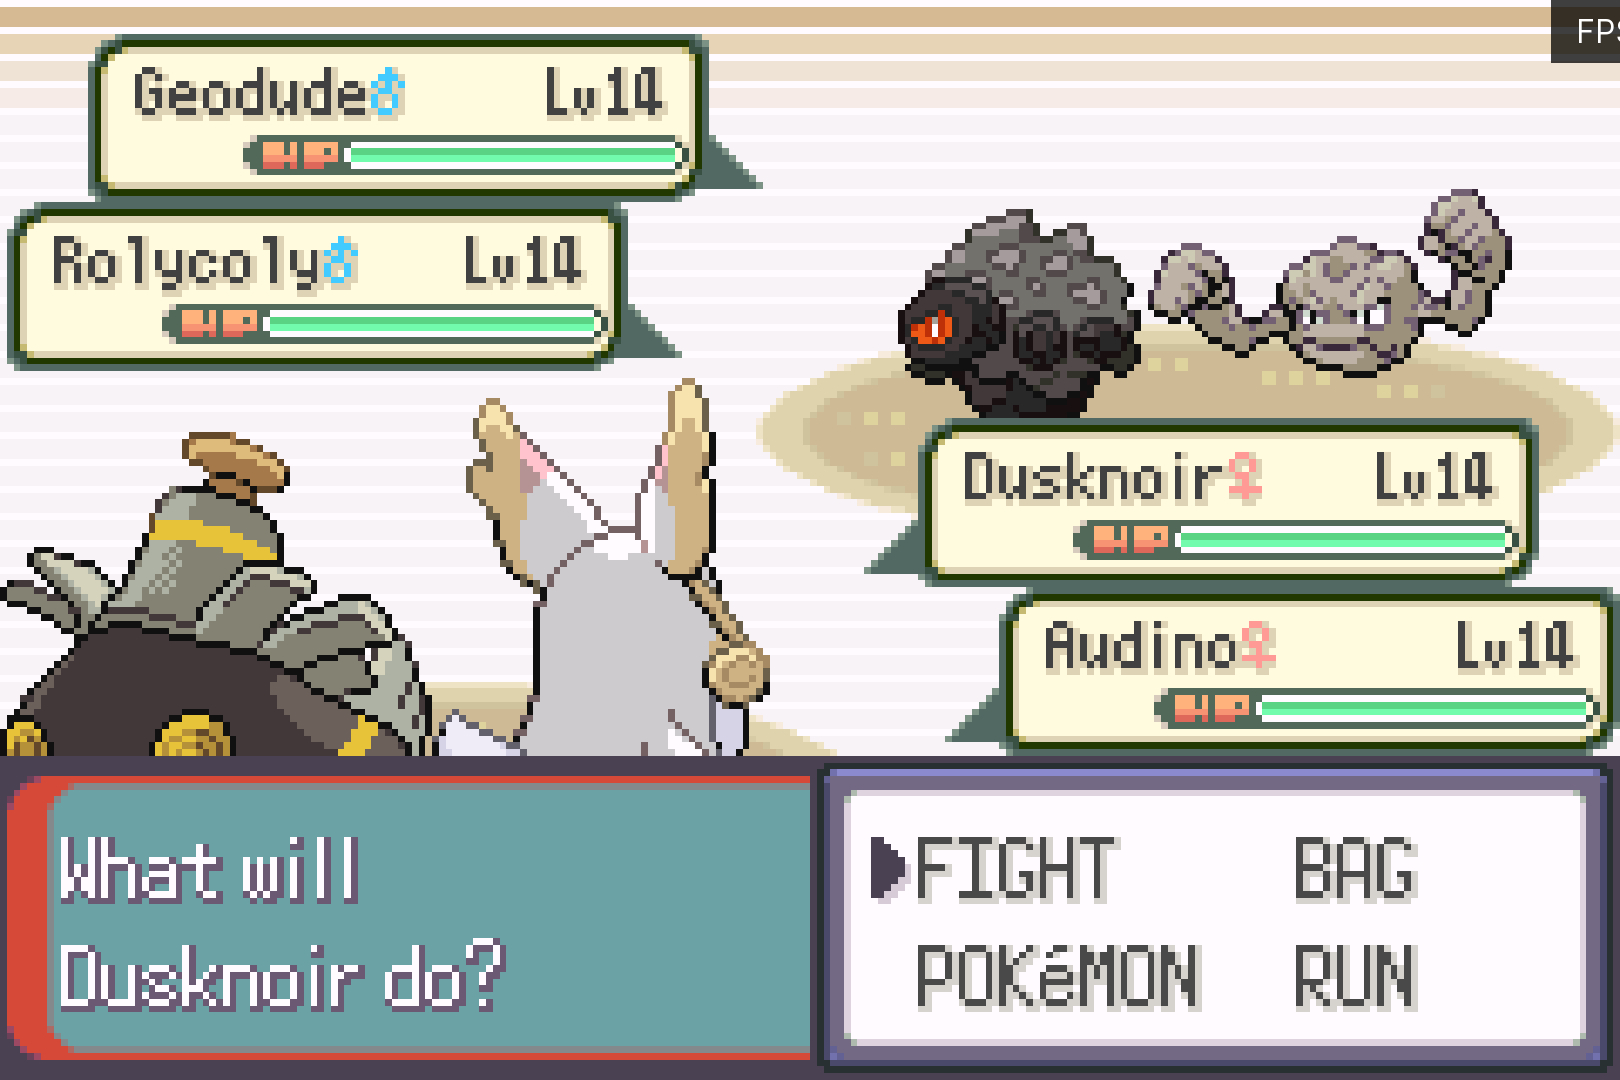 FPS
Geodude♂ Lv14
HP
Rolycoly♂ Lv14
HP
Dusknoir♀ Lv14
HP
Audino♀ Lv14
HP
What will
Dusknoir do?
FIGHT BAG
POKéMON RUN